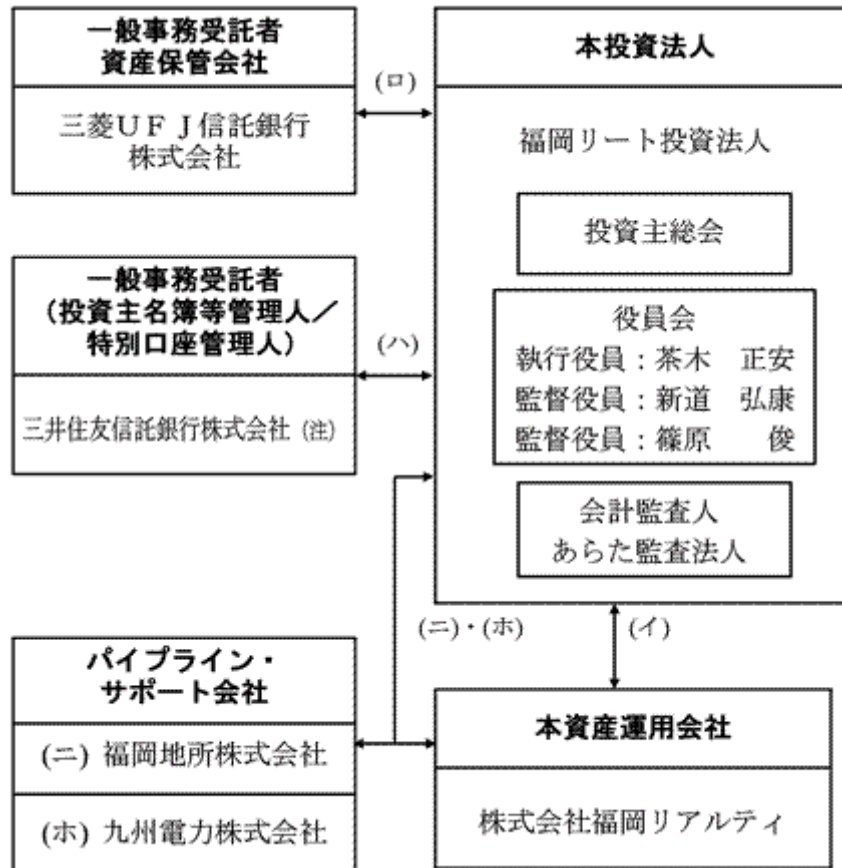 一般事務受託者
資産保管会社
三菱UFJ信託銀行
株式会社
(ロ)
本投資法人
福岡リート投資法人
投資主総会
役員会
執行役員：茶木　正安
監督役員：新道　弘康
監督役員：篠原　　俊
会計監査人
あらた監査法人
一般事務受託者
（投資主名簿等管理人／
特別口座管理人）
三井住友信託銀行株式会社（注）
(ハ)
(ニ)・(ホ)
(イ)
パイプライン・
サポート会社
(ニ) 福岡地所株式会社
(ホ) 九州電力株式会社
本資産運用会社
株式会社福岡リアルティ